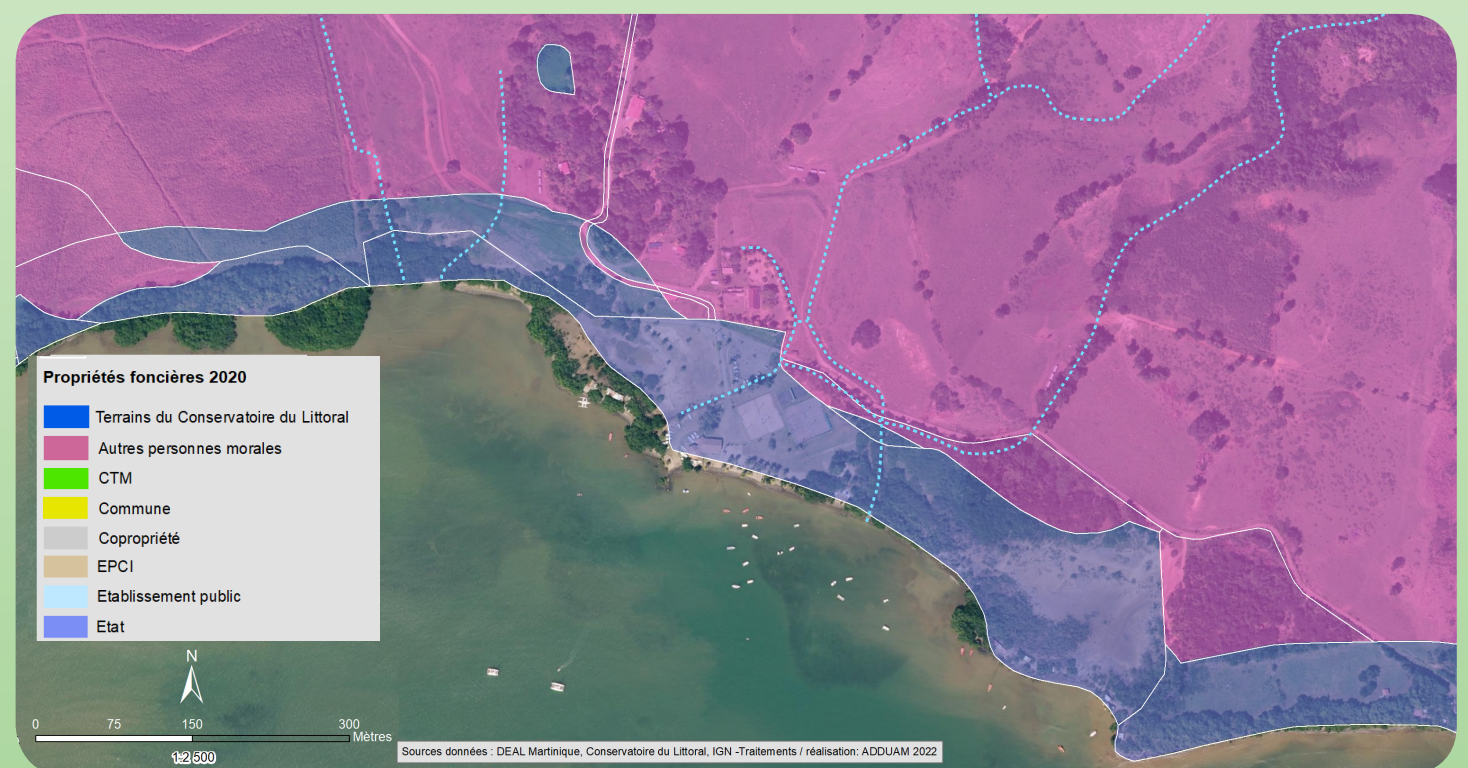 Propriétés foncières 2020
Terrains du Conservatoire du Littoral
Autres personnes morales
CTM
Commune
Copropriété
EPCI
Etablissement public
Etat
N
0 75 150 300
Mètres
1:2 500
Sources données : DEAL Martinique, Conservatoire du Littoral, IGN -Traitements / réalisation: ADDUAM 2022